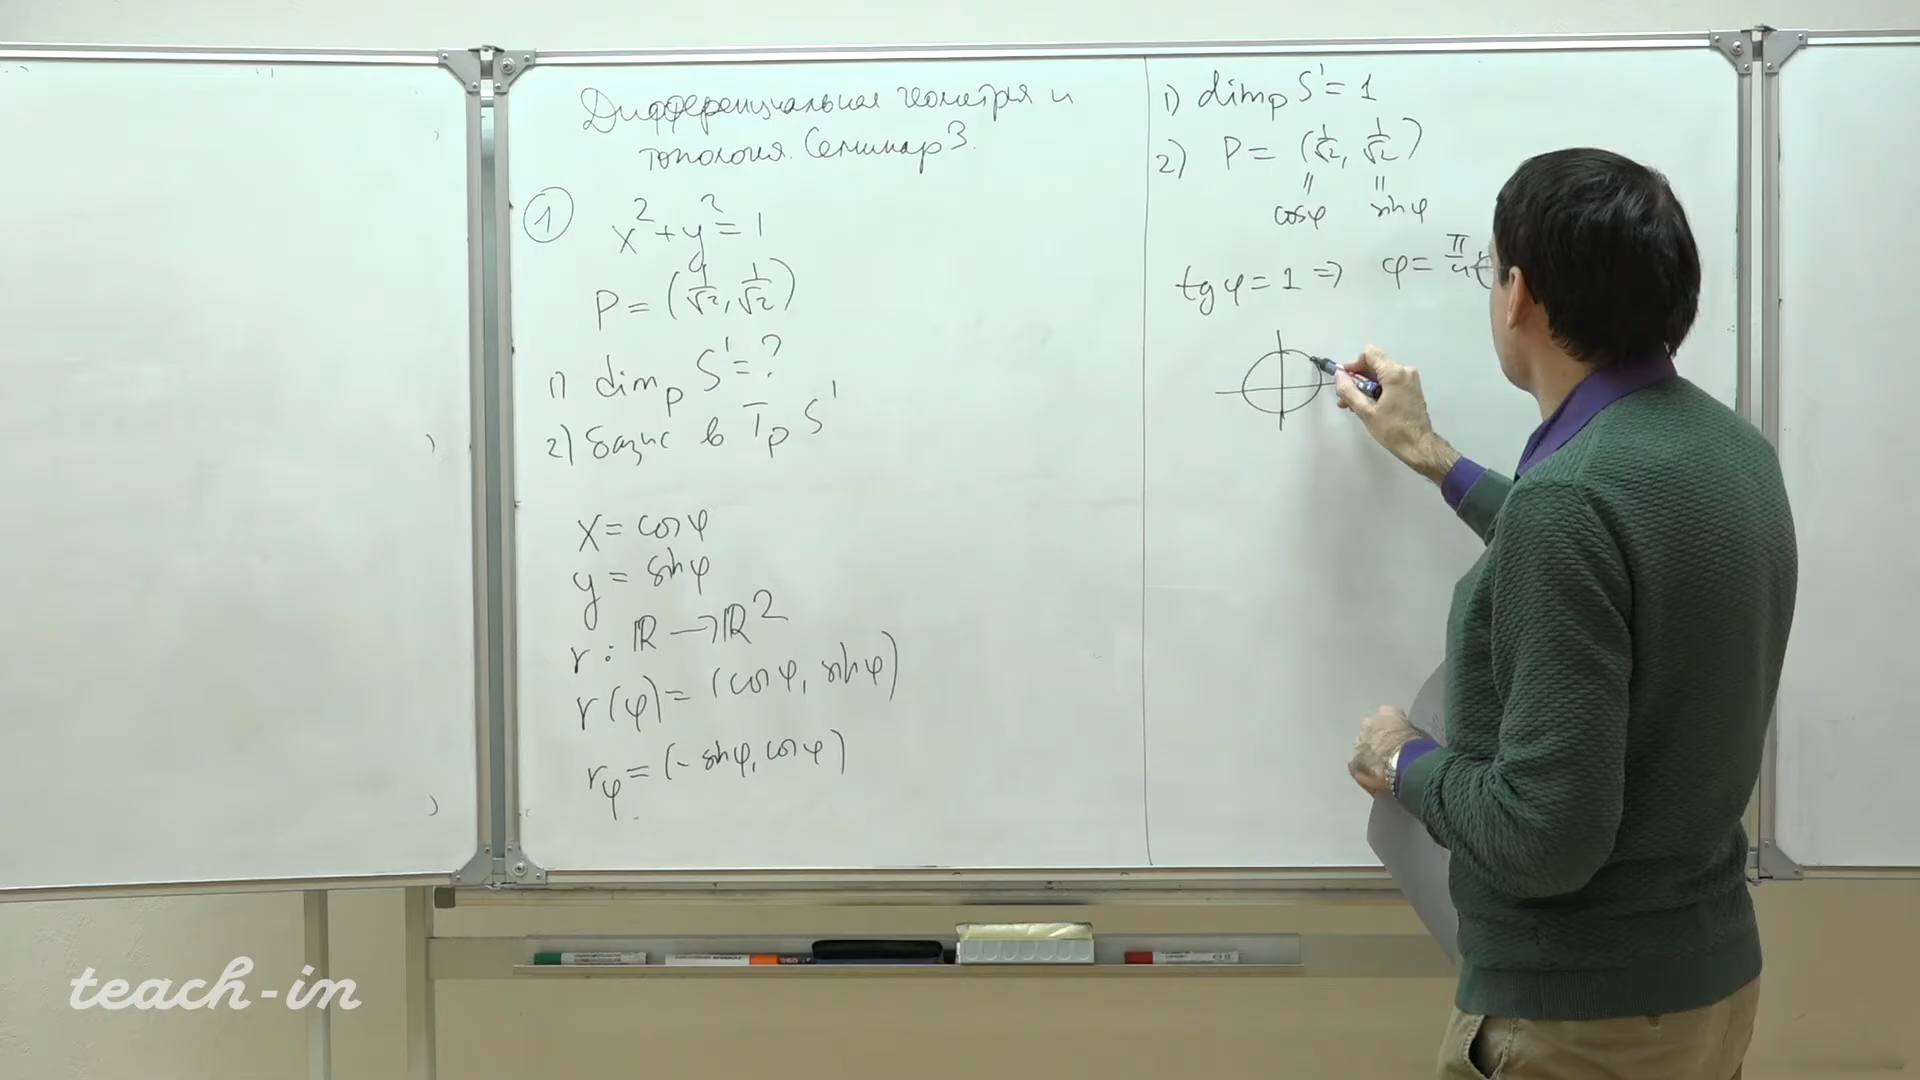 Дифференциальная геометрия и
топология. Семинар 3.
① x² + y² = 1
P = (1/√2, 1/√2)
1) dim_P S¹ = ?
2) базис в T_P S¹
x = cos φ
y = sin φ
r : ℝ → ℝ²
r(φ) = (cos φ, sin φ)
r_φ = (- sin φ, cos φ)
1) dim_P S¹ = 1
2) P = (1/√2, 1/√2)
" "
cos φ sin φ
tg φ = 1 ⇒ φ = π/4
teach-in